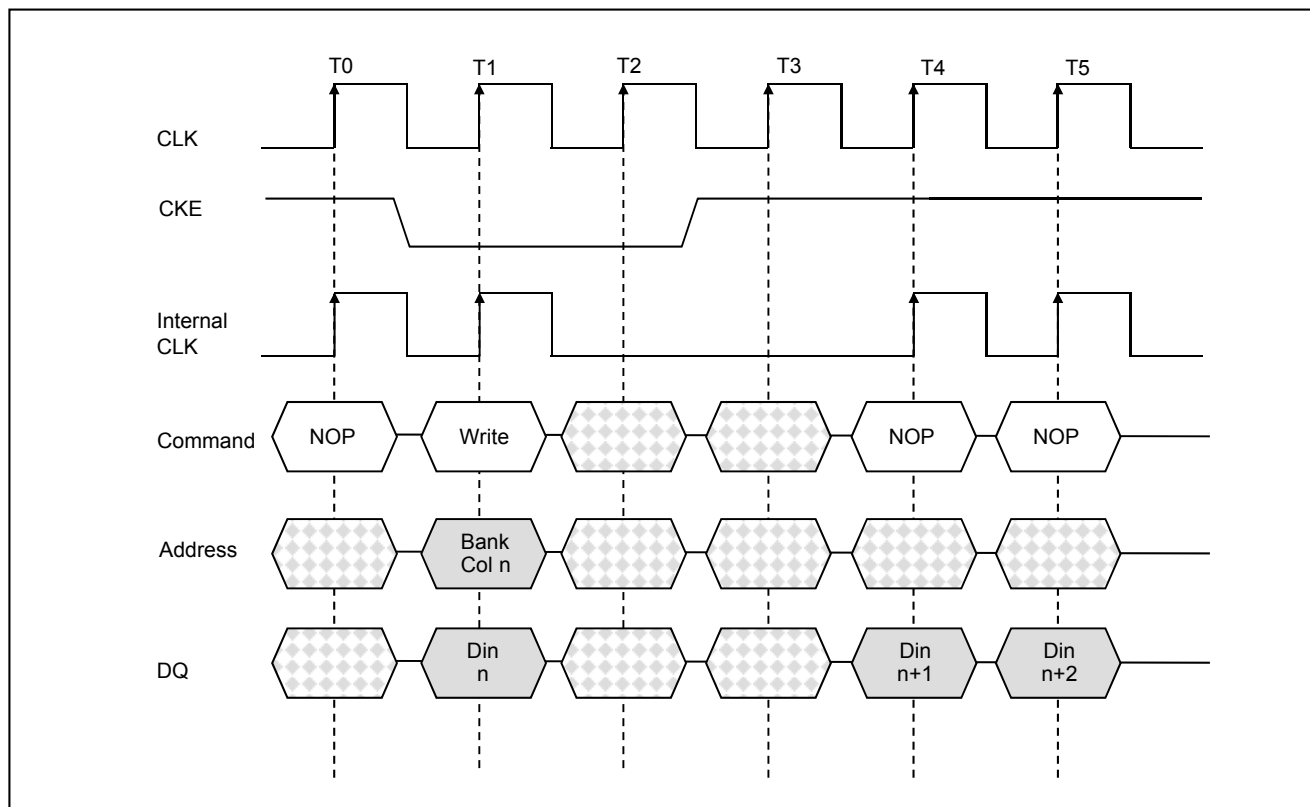 T0 T1 T2 T3 T4 T5
CLK
CKE
Internal
CLK
Command NOP Write NOP NOP
Address Bank
Col n
DQ Din
n Din
n+1 Din
n+2